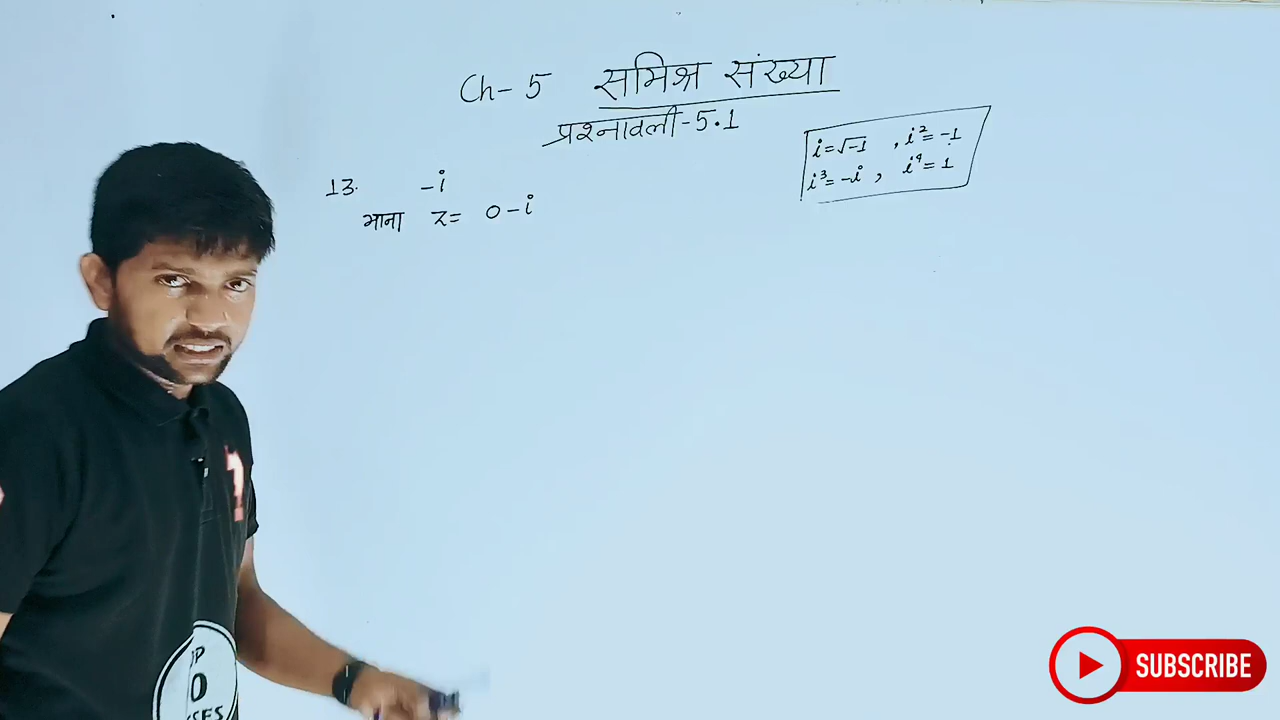 Ch-5 समिश्र संख्या
प्रश्नावली-5.1
i=√-1 , i²=-1
i³=-i , i⁴=1
13. -i
माना z= 0-i
SUBSCRIBE